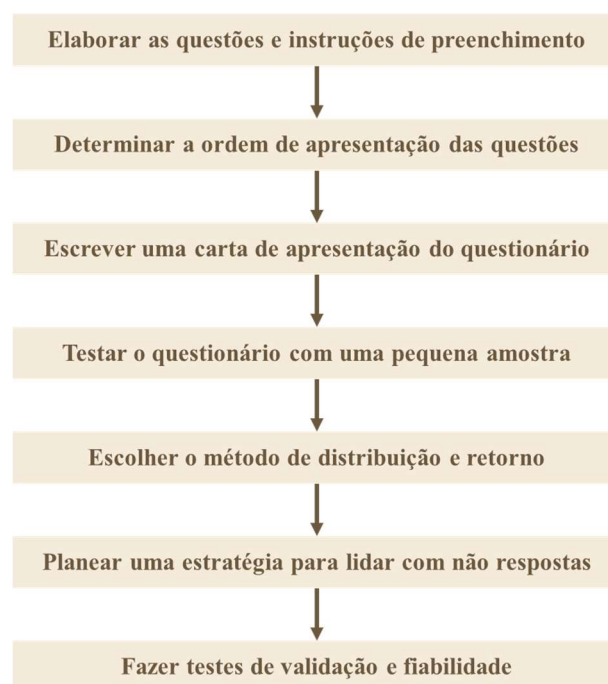 Elaborar as questões e instruções de preenchimento
Determinar a ordem de apresentação das questões
Escrever uma carta de apresentação do questionário
Testar o questionário com uma pequena amostra
Escolher o método de distribuição e retorno
Planear uma estratégia para lidar com não respostas
Fazer testes de validação e fiabilidade